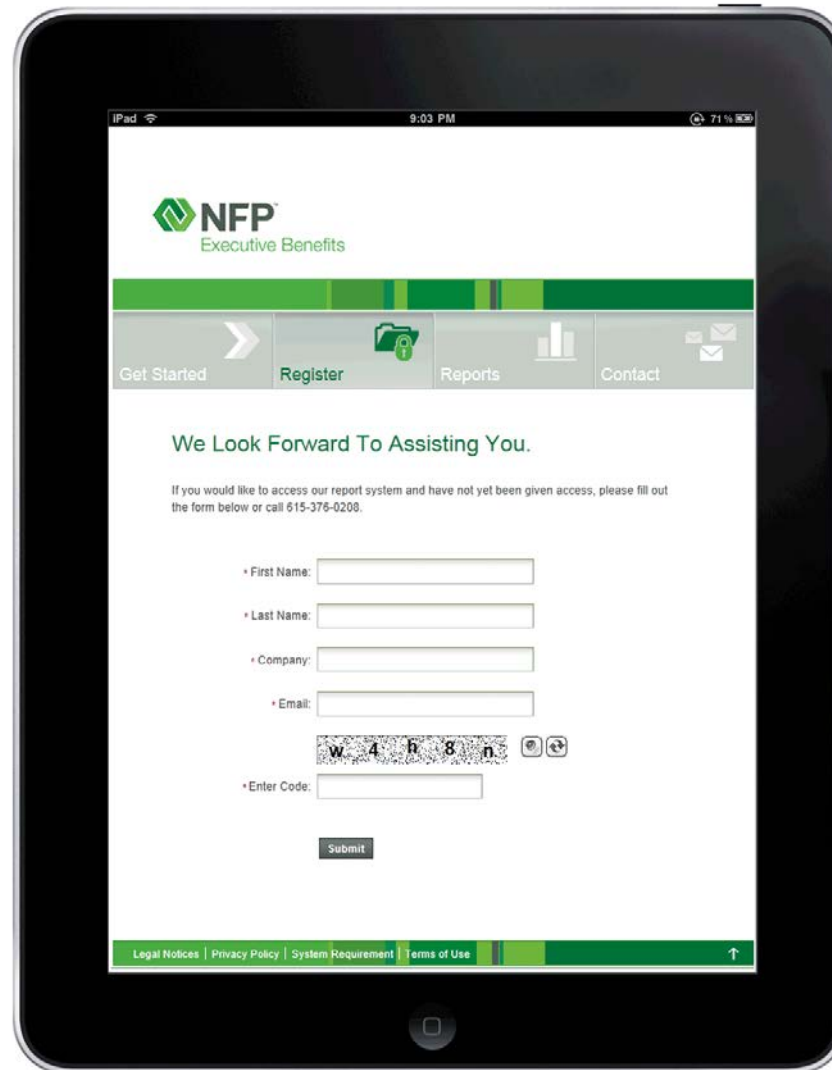 iPad
9:03 PM
71%
NFP™
Executive Benefits
Get Started
Register
Reports
Contact
We Look Forward To Assisting You.
If you would like to access our report system and have not yet been given access, please fill out
the form below or call 615-376-0208.
* First Name:
* Last Name:
* Company:
* Email:
w 4 h 8 n
* Enter Code:
Submit
Legal Notices | Privacy Policy | System Requirement | Terms of Use